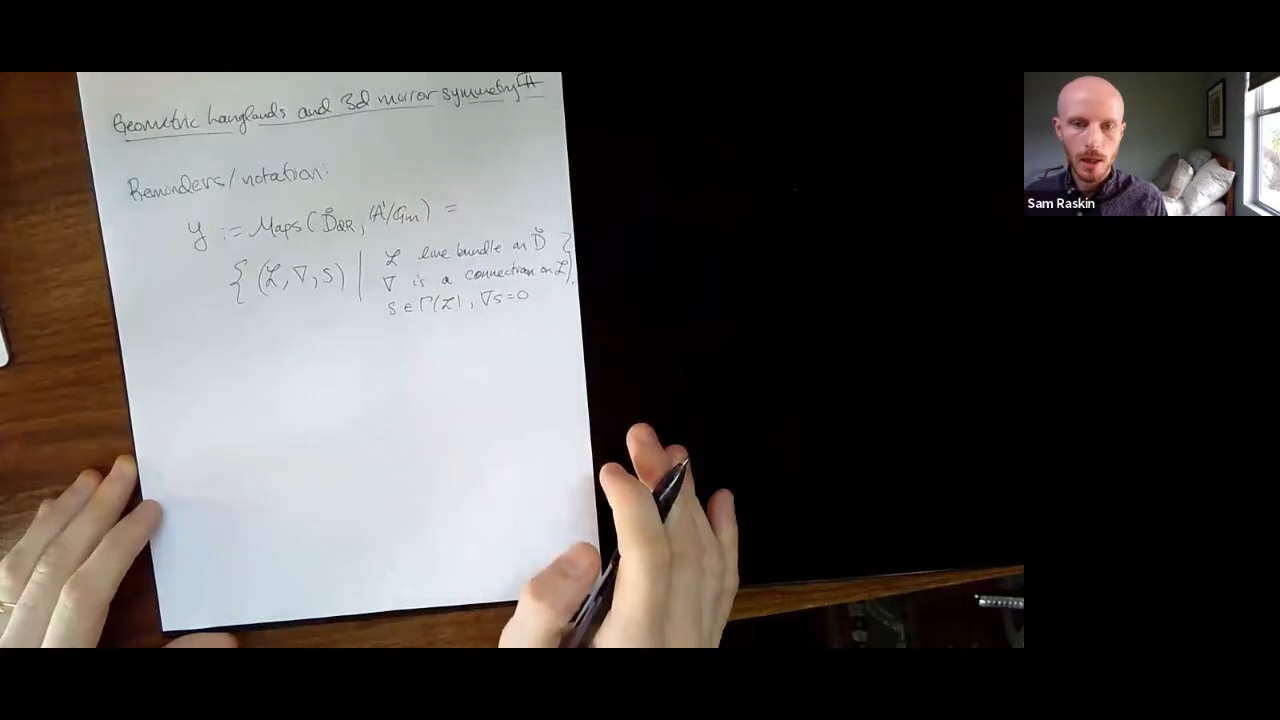 Geometric Langlands and 3d mirror symmetry II
Reminders/notation:
Y := Maps(D̊_dR, A¹/G_m) =
{ (ℒ, ∇, s) | ℒ line bundle on D̊
∇ is a connection on ℒ
s ∈ Γ(ℒ), ∇s=0 }.
Sam Raskin